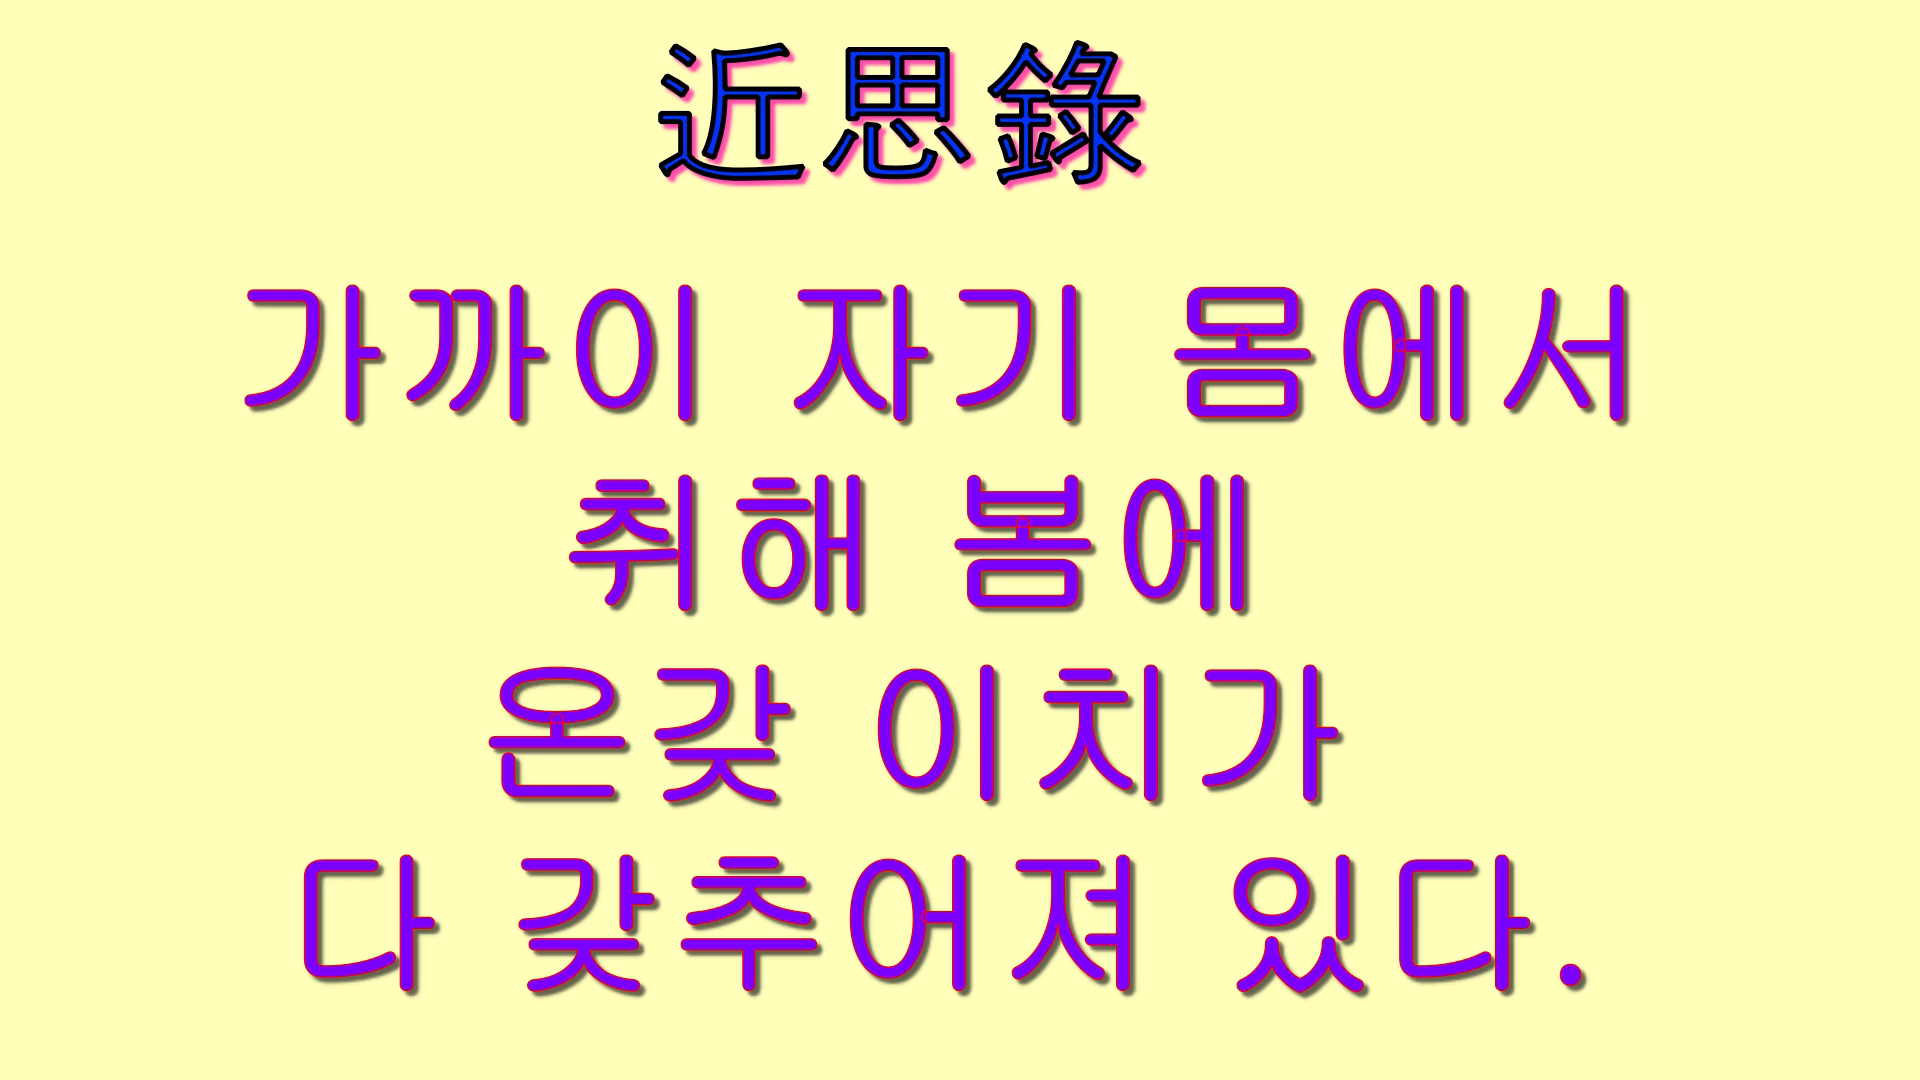 近思錄
가까이 자기 몸에서
취해 봄에
온갖 이치가
다 갖추어져 있다.